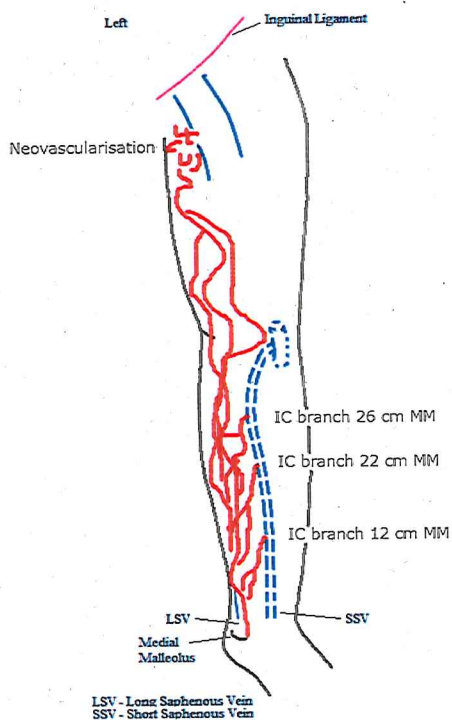 Left
Inguinal Ligament
Neovascularisation
IC branch 26 cm MM
IC branch 22 cm MM
IC branch 12 cm MM
LSV
SSV
Medial
Malleolus
LSV - Long Saphenous Vein
SSV - Short Saphenous Vein